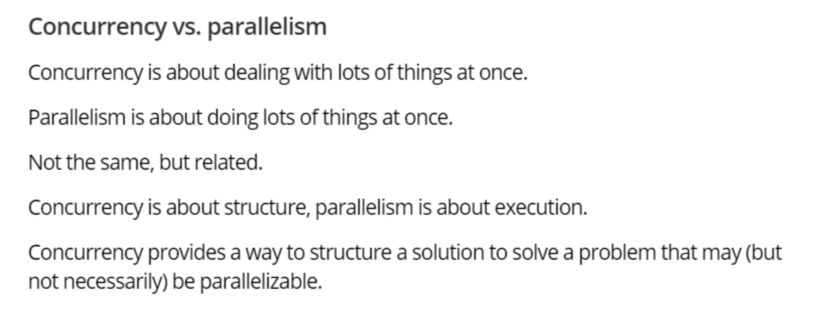 Concurrency vs. parallelism
Concurrency is about dealing with lots of things at once.
Parallelism is about doing lots of things at once.
Not the same, but related.
Concurrency is about structure, parallelism is about execution.
Concurrency provides a way to structure a solution to solve a problem that may (but
not necessarily) be parallelizable.